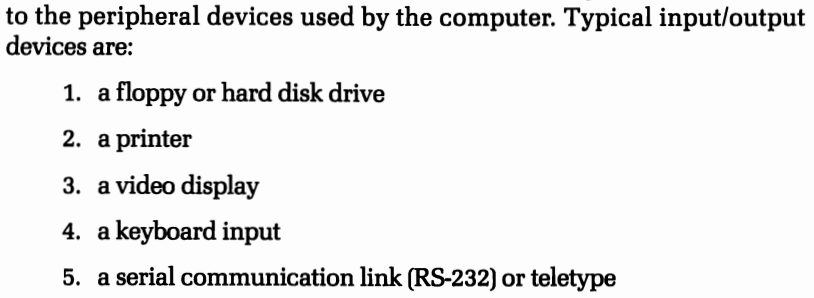 to the peripheral devices used by the computer. Typical input/output
devices are:
1. a floppy or hard disk drive
2. a printer
3. a video display
4. a keyboard input
5. a serial communication link (RS-232) or teletype